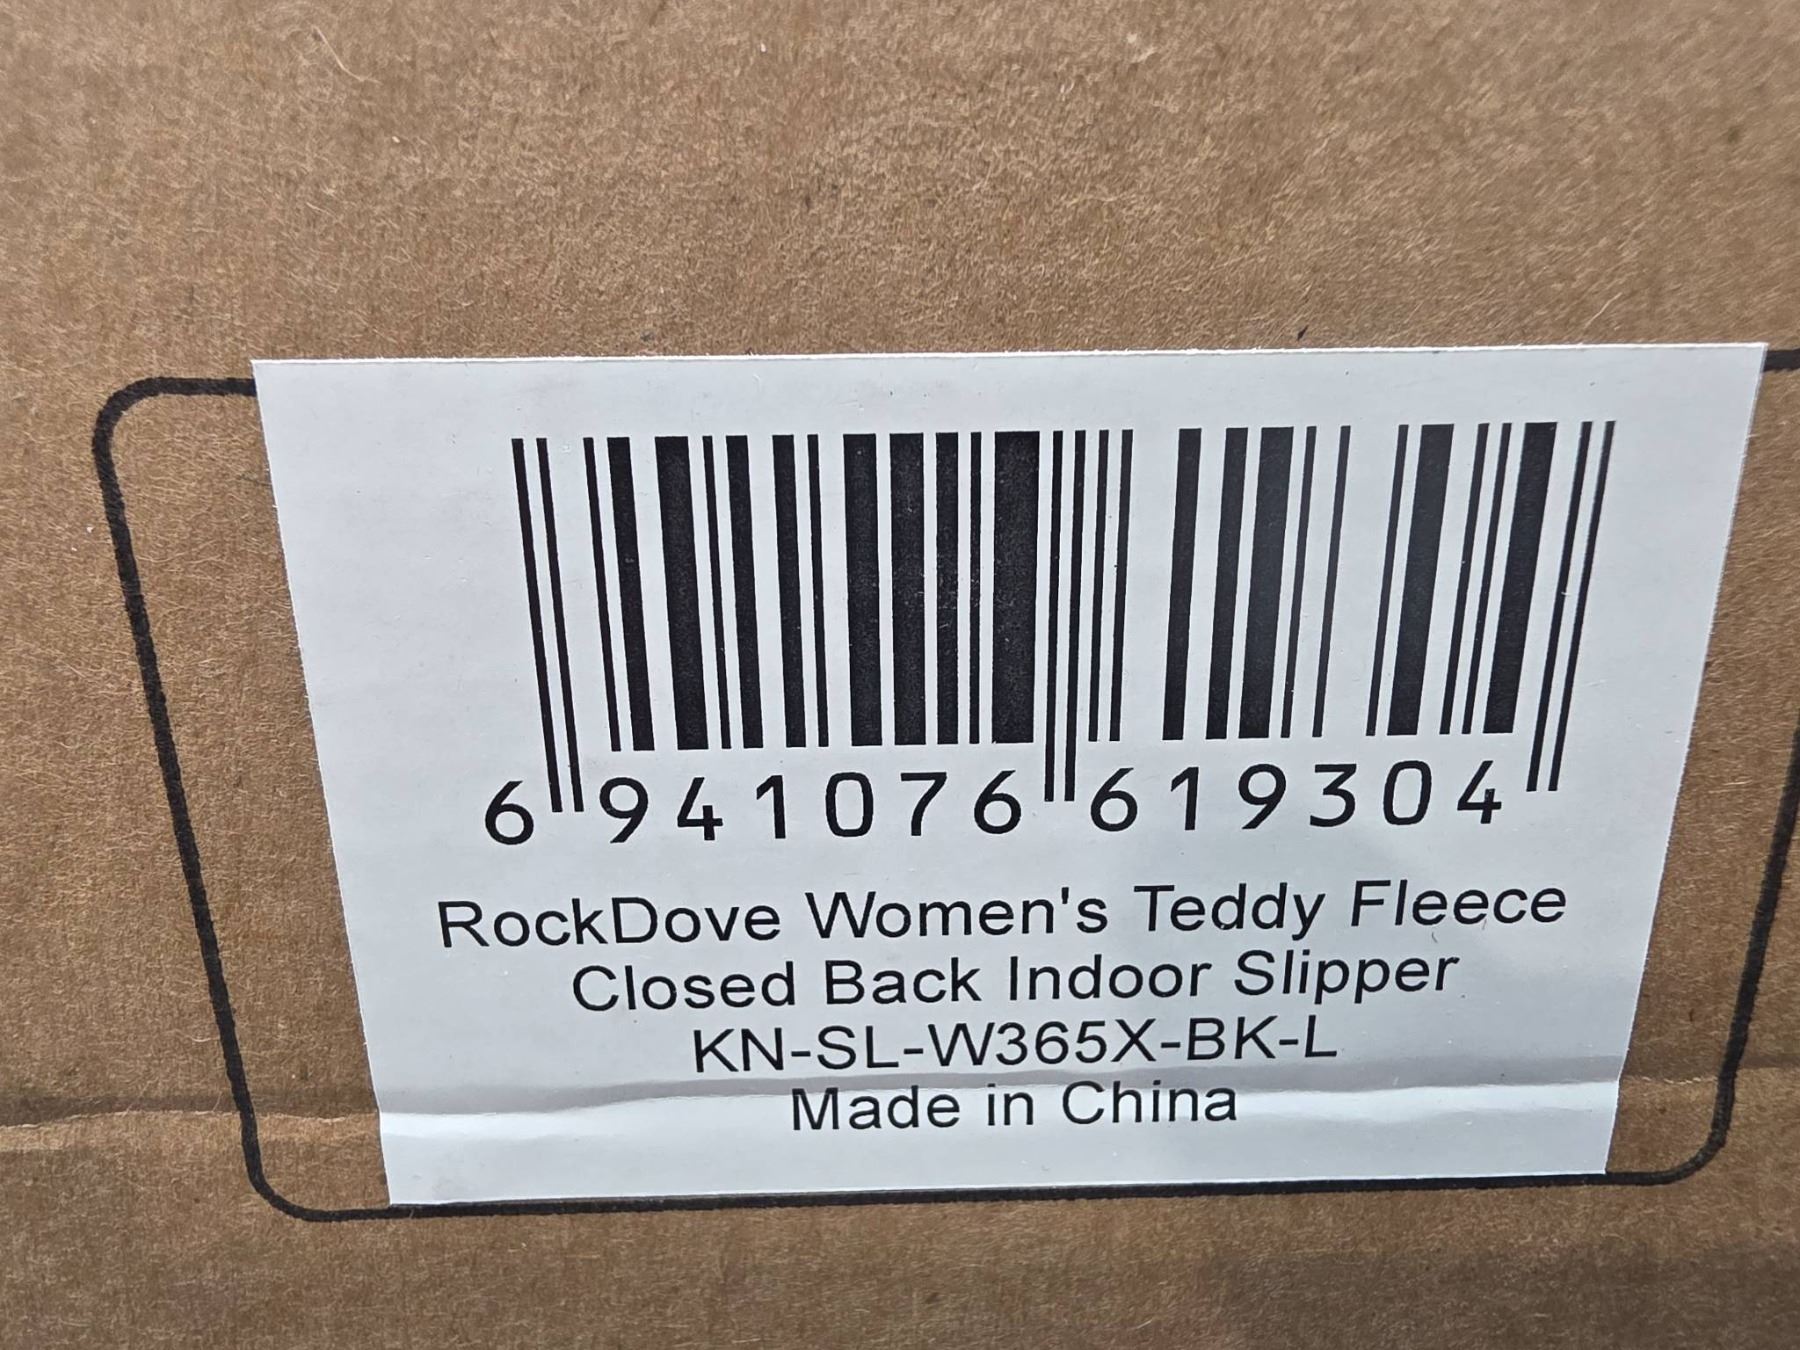 6 941076 619304
RockDove Women's Teddy Fleece
Closed Back Indoor Slipper
KN-SL-W365X-BK-L
Made in China